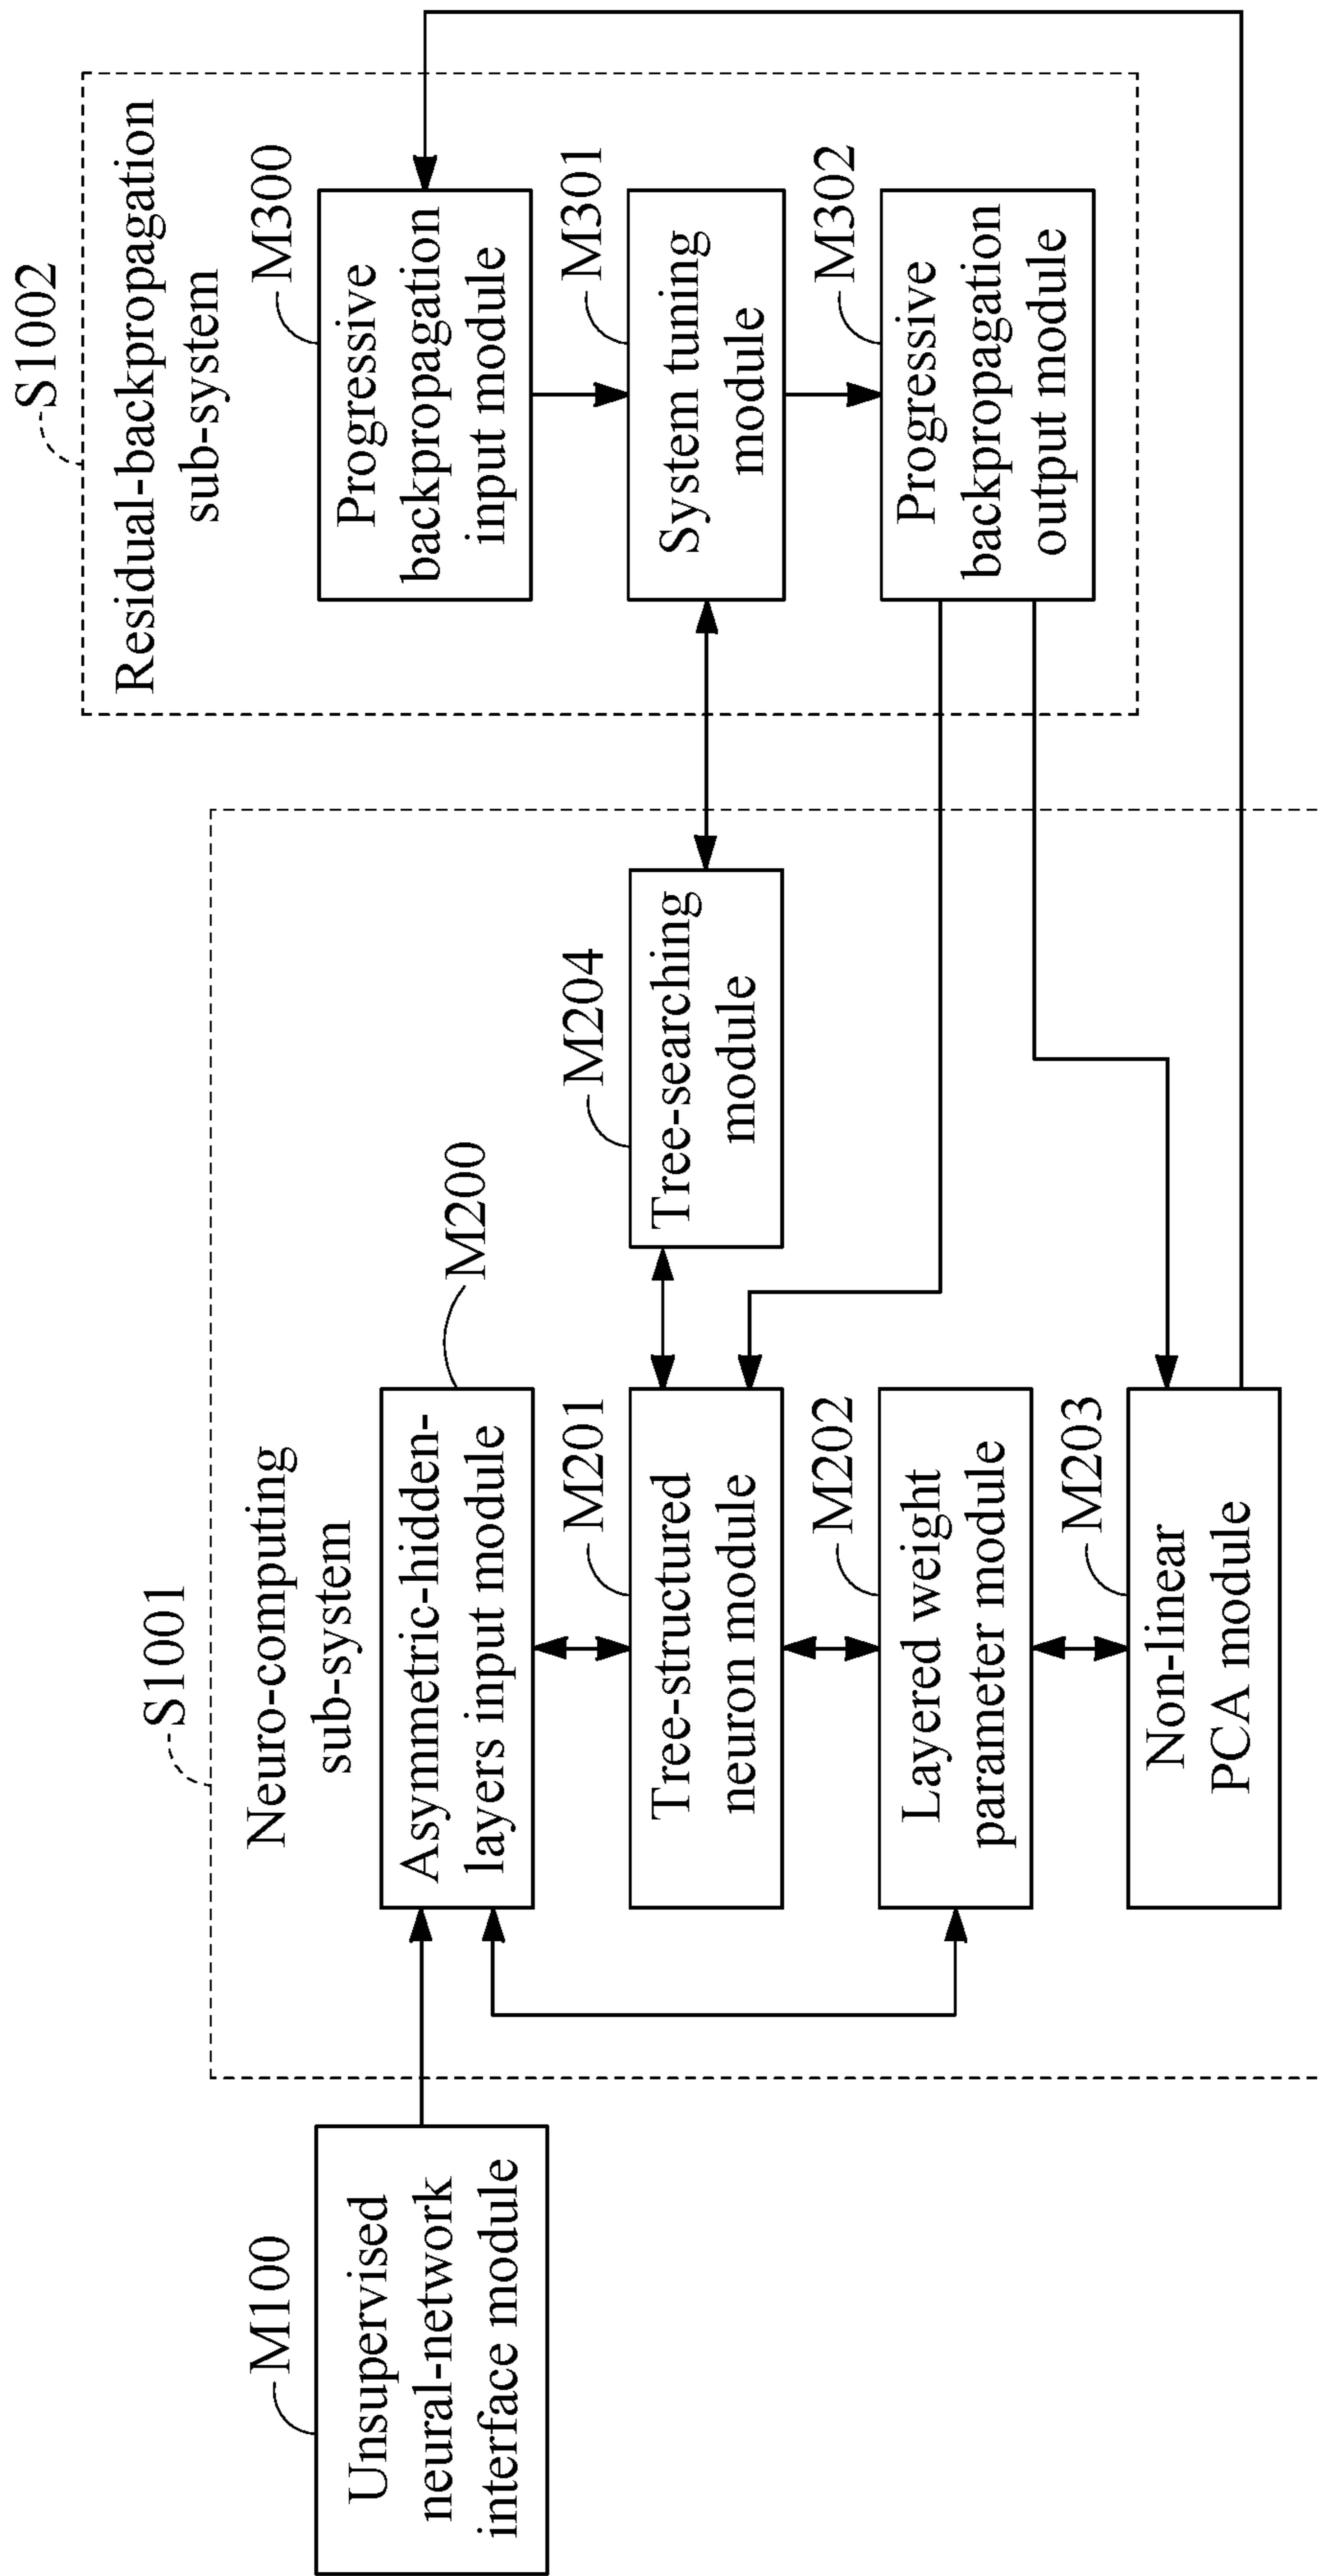 M100
Unsupervised
neural-network
interface module
S1001
Neuro-computing
sub-system
M200
Asymmetric-hidden-
layers input module
M201
Tree-structured
neuron module
M202
Layered weight
parameter module
M203
Non-linear
PCA module
M204
Tree-searching
module
S1002
Residual-backpropagation
sub-system
M300
Progressive
backpropagation
input module
M301
System tuning
module
M302
Progressive
backpropagation
output module